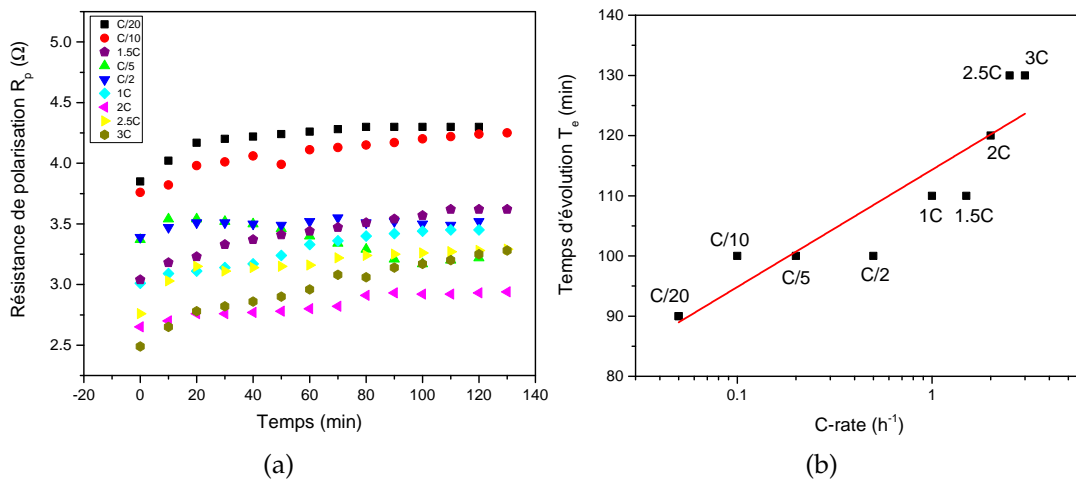 C/20
C/10
1.5C
C/5
C/2
1C
2C
2.5C
3C
5.0
4.5
4.0
3.5
3.0
2.5
Résistance de polarisation Rp (Ω)
-20 0 20 40 60 80 100 120 140
Temps (min)
(a)
140
130
120
110
100
90
80
Temps d'évolution Te (min)
C/20
C/10
C/5
C/2
1C
1.5C
2C
2.5C
3C
0.1 1
C-rate (h-1)
(b)